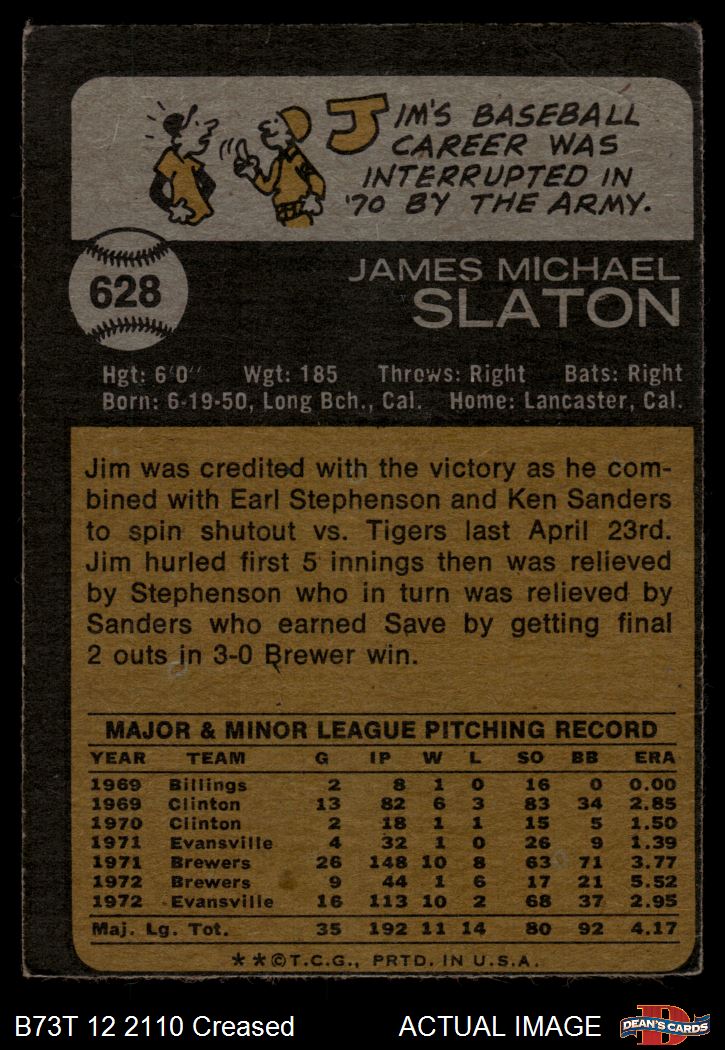 JIM'S BASEBALL
CAREER WAS
INTERRUPTED IN
'70 BY THE ARMY.
628
JAMES MICHAEL
SLATON
Hgt: 6'0" Wgt: 185 Throws: Right Bats: Right
Born: 6-19-50, Long Bch., Cal. Home: Lancaster, Cal.
Jim was credited with the victory as he com-
bined with Earl Stephenson and Ken Sanders
to spin shutout vs. Tigers last April 23rd.
Jim hurled first 5 innings then was relieved
by Stephenson who in turn was relieved by
Sanders who earned Save by getting final
2 outs in 3-0 Brewer win.
MAJOR & MINOR LEAGUE PITCHING RECORD
YEAR TEAM G IP W L SO BB ERA
1969 Billings 2 8 1 0 16 0 0.00
1969 Clinton 13 82 6 3 83 34 2.85
1970 Clinton 2 18 1 1 15 5 1.50
1971 Evansville 4 32 1 0 26 9 1.39
1971 Brewers 26 148 10 8 63 71 3.77
1972 Brewers 9 44 1 6 17 21 5.52
1972 Evansville 16 113 10 2 68 37 2.95
Maj. Lg. Tot. 35 192 11 14 80 92 4.17
**©T.C.G., PRTD. IN U.S.A.
B73T 12 2110 Creased ACTUAL IMAGE
D
DEAN'S CARDS